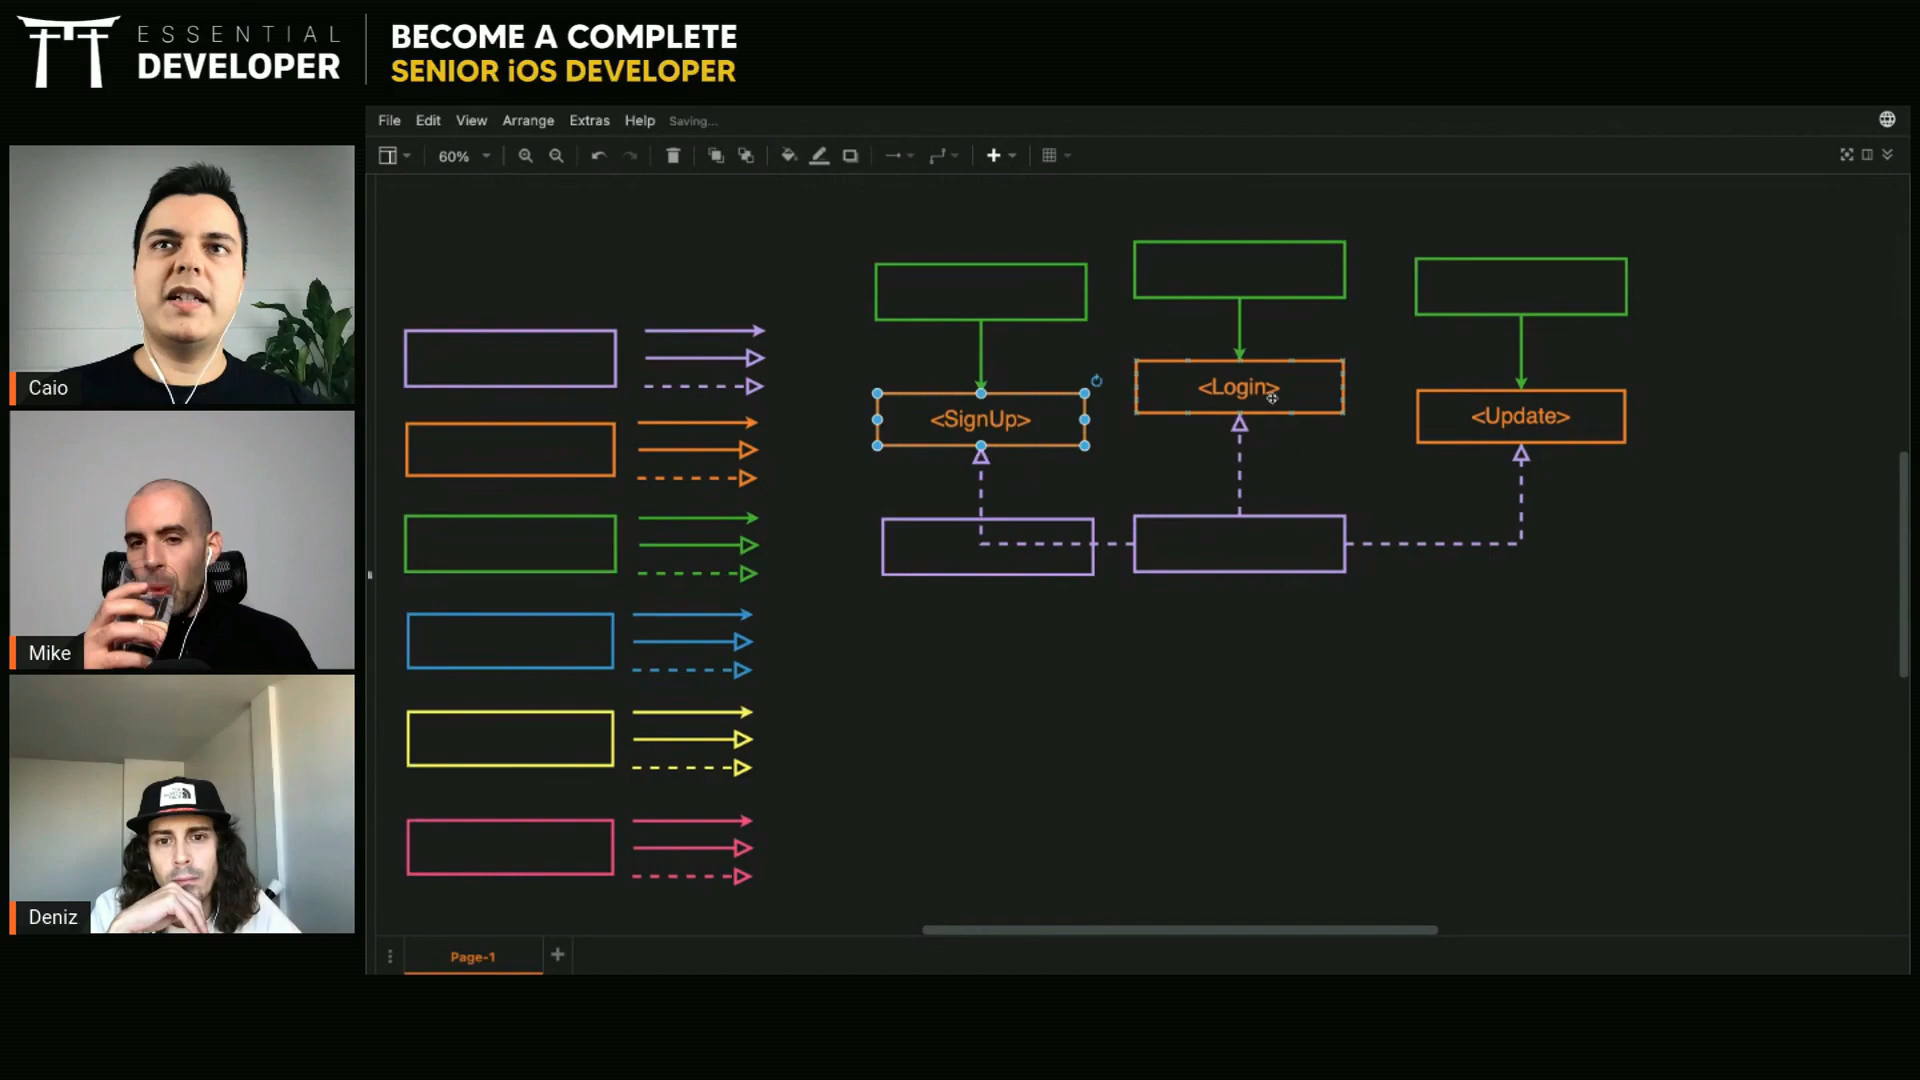 ESSENTIAL
DEVELOPER
BECOME A COMPLETE
SENIOR iOS DEVELOPER
File Edit View Arrange Extras Help Saving...
60%
Caio
Mike
Deniz
<SignUp>
<Login>
<Update>
Page-1